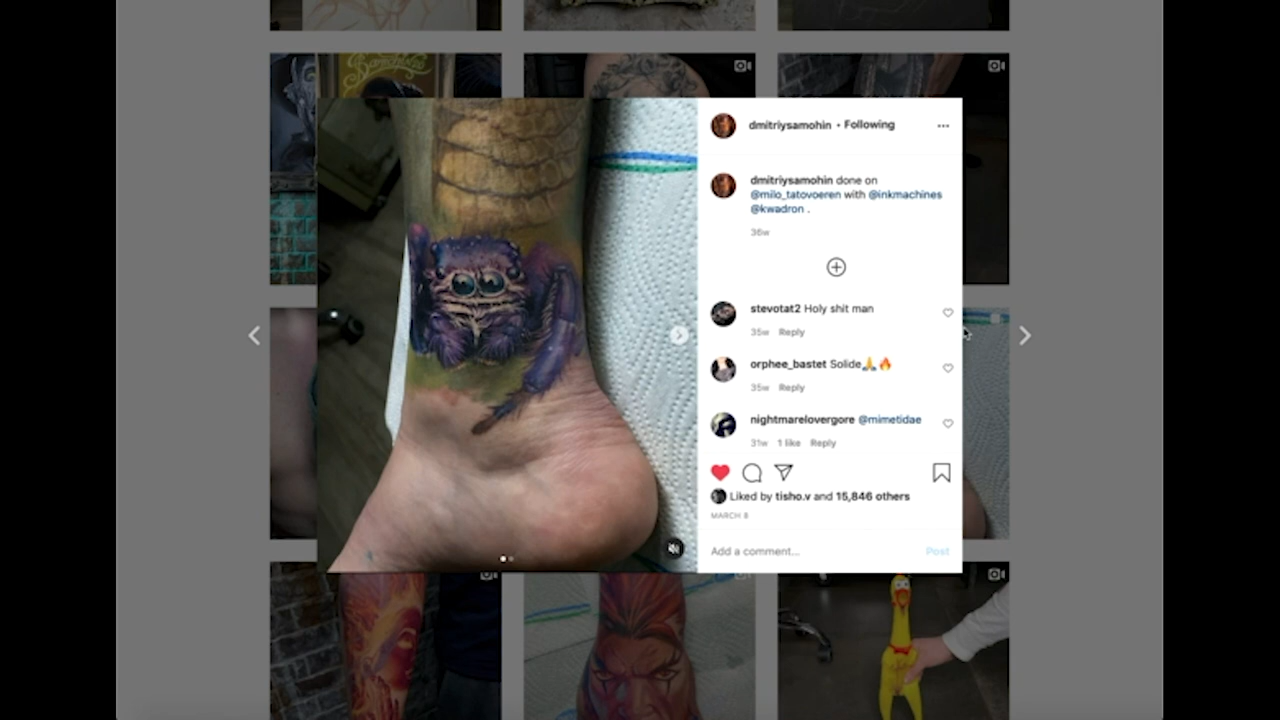 dmitriysamohin • Following
dmitriysamohin done on
@milo_tatovoeren with @inkmachines
@kwadron .
36w
stevotat2 Holy shit man
35w Reply
orphee_bastet Solide🙏🔥
35w Reply
nightmarelovergore @mimetidae
31w 1 like Reply
Liked by tisho.v and 15,846 others
MARCH 8
Add a comment... Post